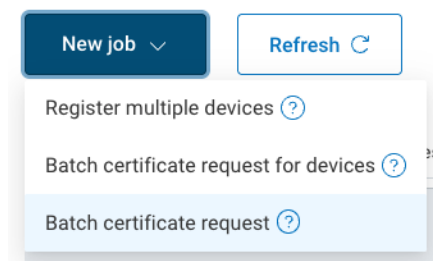 New job
Refresh
Register multiple devices ?
Batch certificate request for devices ?
Batch certificate request ?